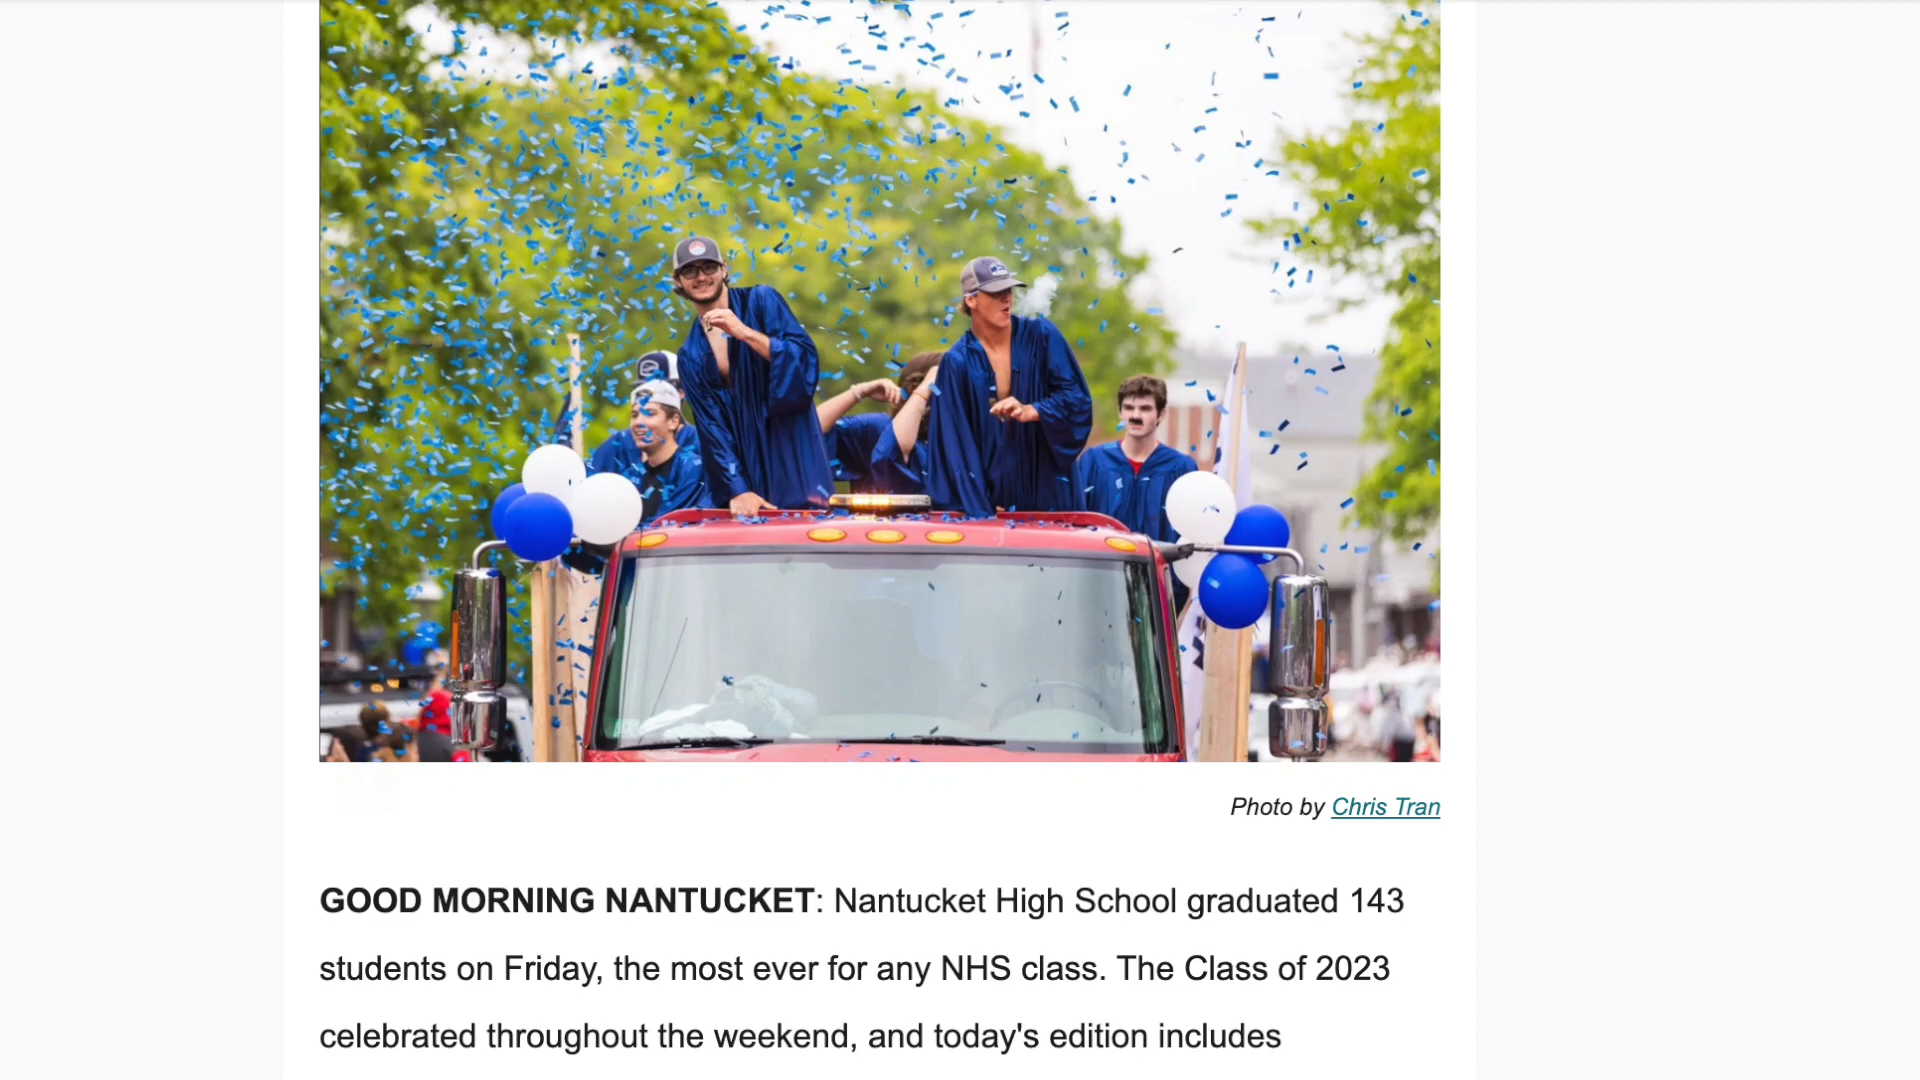 Photo by Chris Tran
GOOD MORNING NANTUCKET: Nantucket High School graduated 143
students on Friday, the most ever for any NHS class. The Class of 2023
celebrated throughout the weekend, and today's edition includes